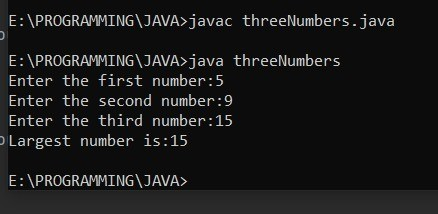 E:\PROGRAMMING\JAVA>javac threeNumbers.java
E:\PROGRAMMING\JAVA>java threeNumbers
Enter the first number:5
Enter the second number:9
Enter the third number:15
Largest number is:15
E:\PROGRAMMING\JAVA>